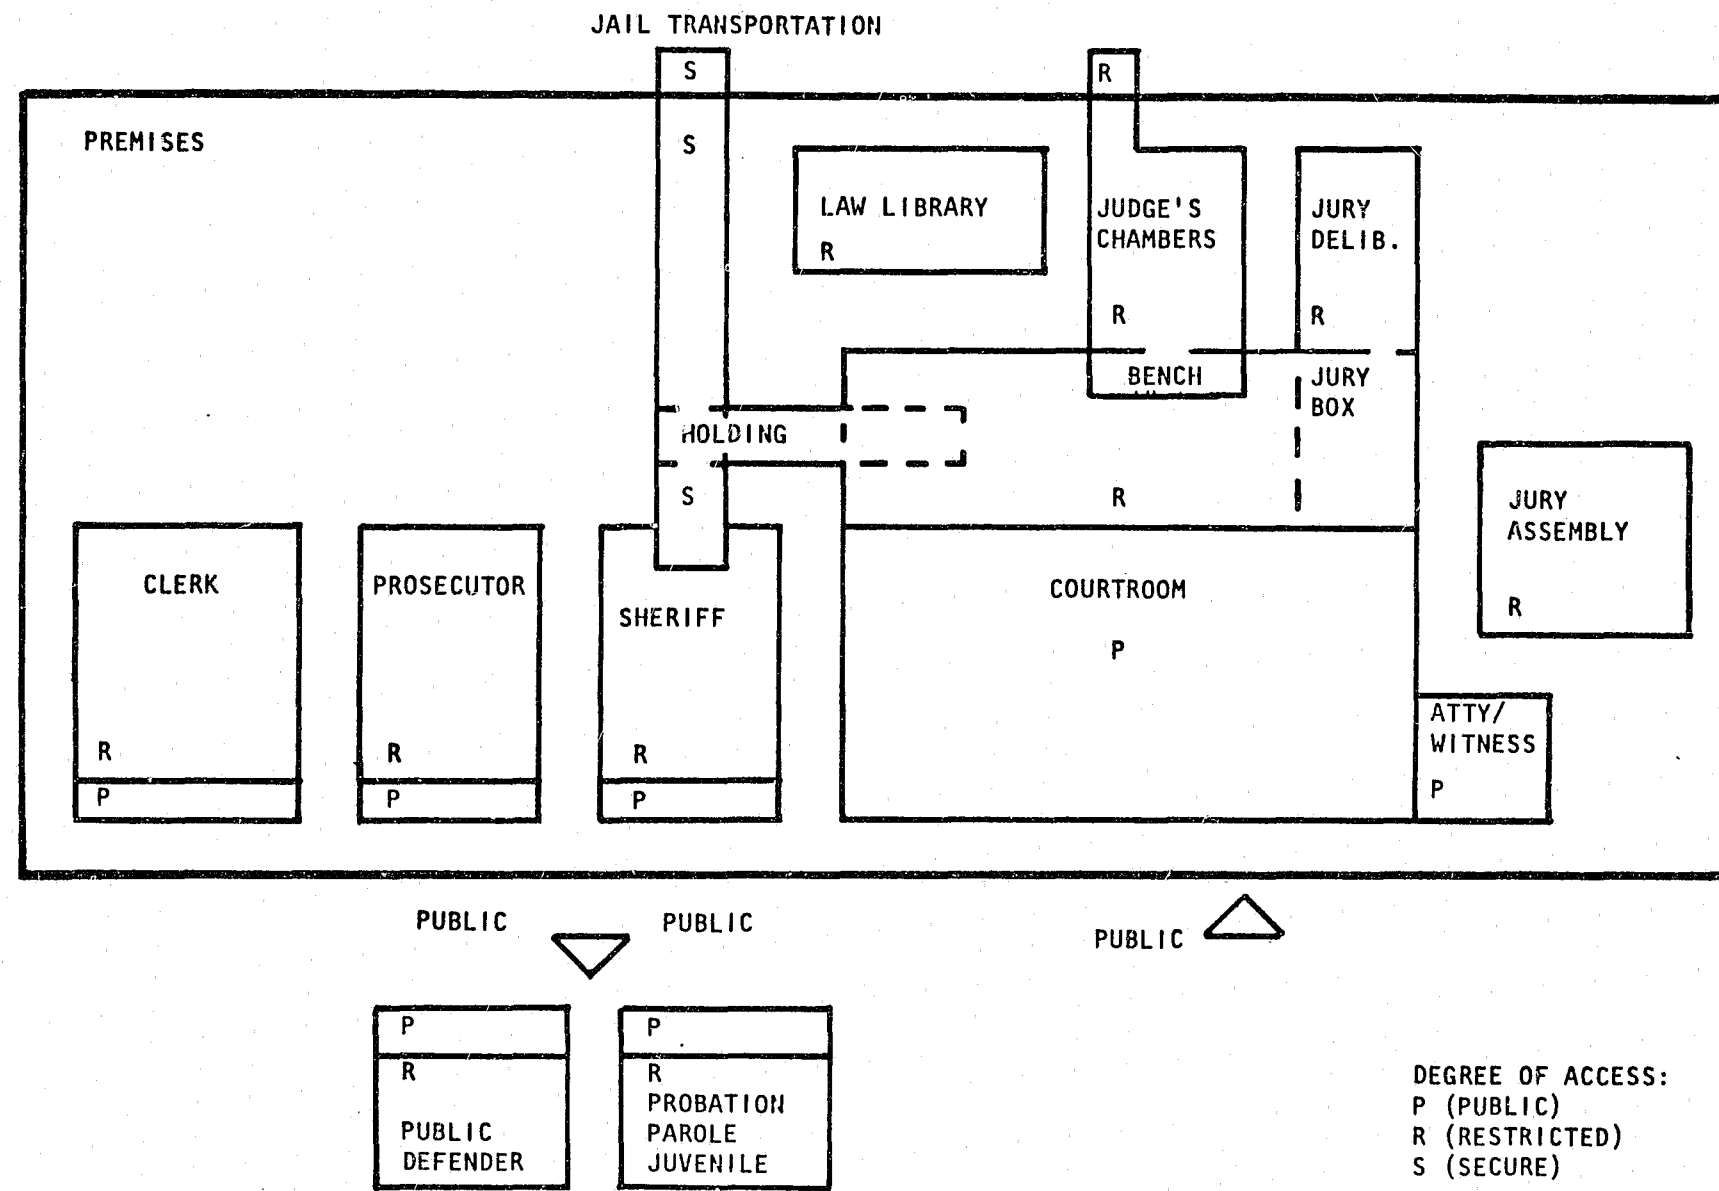 JAIL TRANSPORTATION
S
R
PREMISES
S
LAW LIBRARY
R
JUDGE'S
CHAMBERS
R
JURY
DELIB.
R
BENCH
JURY
BOX
HOLDING
S
R
JURY
ASSEMBLY
R
CLERK
R
P
PROSECUTOR
R
P
SHERIFF
R
P
COURTROOM
P
ATTY/
WITNESS
P
PUBLIC
PUBLIC
PUBLIC
P
R
PUBLIC
DEFENDER
P
R
PROBATION
PAROLE
JUVENILE
DEGREE OF ACCESS:
P (PUBLIC)
R (RESTRICTED)
S (SECURE)